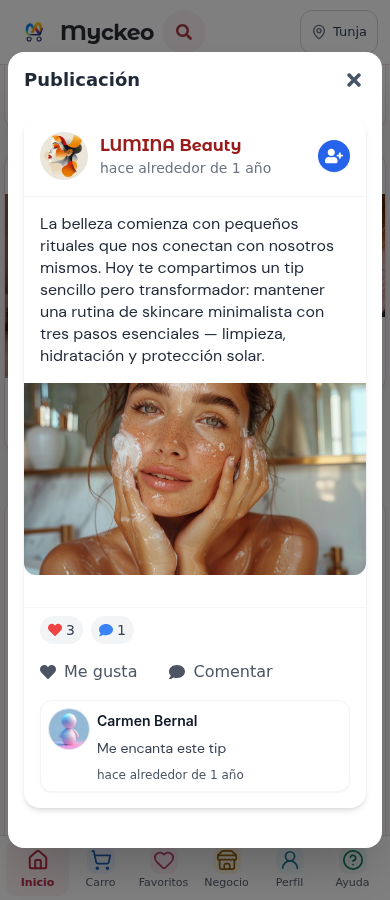 Myckeo
Tunja
Publicación
LUMINA Beauty
hace alrededor de 1 año
La belleza comienza con pequeños
rituales que nos conectan con nosotros
mismos. Hoy te compartimos un tip
sencillo pero transformador: mantener
una rutina de skincare minimalista con
tres pasos esenciales — limpieza,
hidratación y protección solar.
3
1
Me gusta
Comentar
Carmen Bernal
Me encanta este tip
hace alrededor de 1 año
Inicio
Carro
Favoritos
Negocio
Perfil
Ayuda